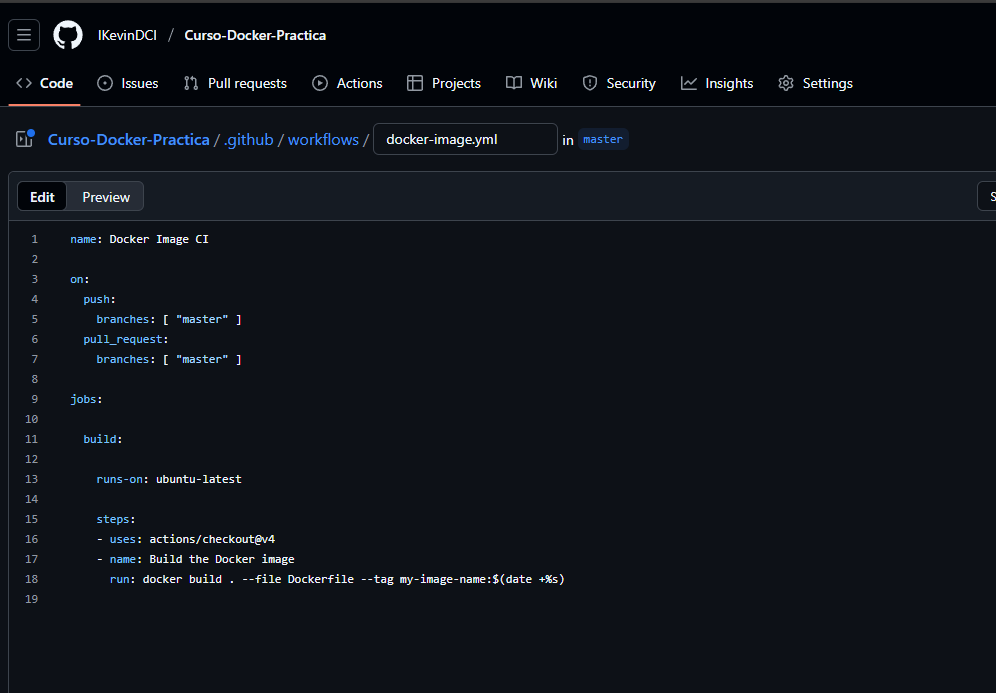 IKevinDCI / Curso-Docker-Practica
Code Issues Pull requests Actions Projects Wiki Security Insights Settings
Curso-Docker-Practica / .github / workflows / docker-image.yml in master
Edit Preview
1 name: Docker Image CI
2
3 on:
4 push:
5 branches: [ "master" ]
6 pull_request:
7 branches: [ "master" ]
8
9 jobs:
10
11 build:
12
13 runs-on: ubuntu-latest
14
15 steps:
16 - uses: actions/checkout@v4
17 - name: Build the Docker image
18 run: docker build . --file Dockerfile --tag my-image-name:$(date +%s)
19